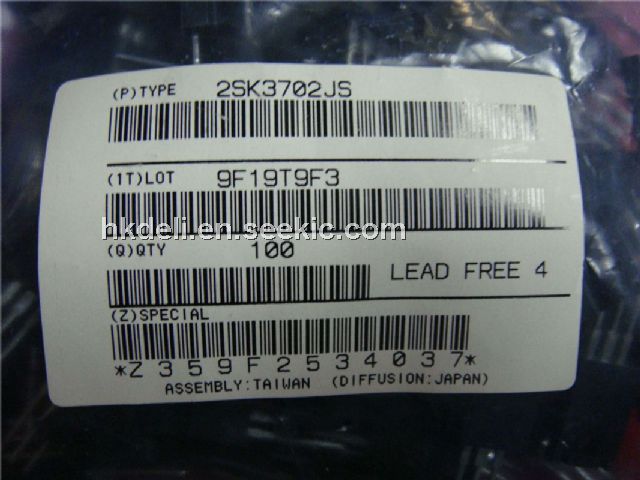 (P)TYPE 2SK3702JS
(1T)LOT 9F19T9F3
hkdeli.en.seekic.com
(Q)QTY 100
LEAD FREE 4
(Z)SPECIAL
*Z359F2534037*
ASSEMBLY:TAIWAN (DIFFUSION:JAPAN)